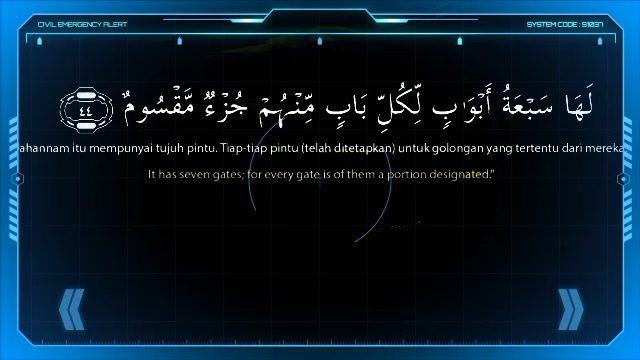 CIVIL EMERGENCY ALERT
SYSTEM CODE : S1037
لَهَا سَبْعَةُ أَبْوَٰبٍ لِّكُلِّ بَابٍ مِّنْهُمْ جُزْءٌ مَّقْسُومٌ ٤٤
ahannam itu mempunyai tujuh pintu. Tiap-tiap pintu (telah ditetapkan) untuk golongan yang tertentu dari mereka.
It has seven gates; for every gate is of them a portion designated."